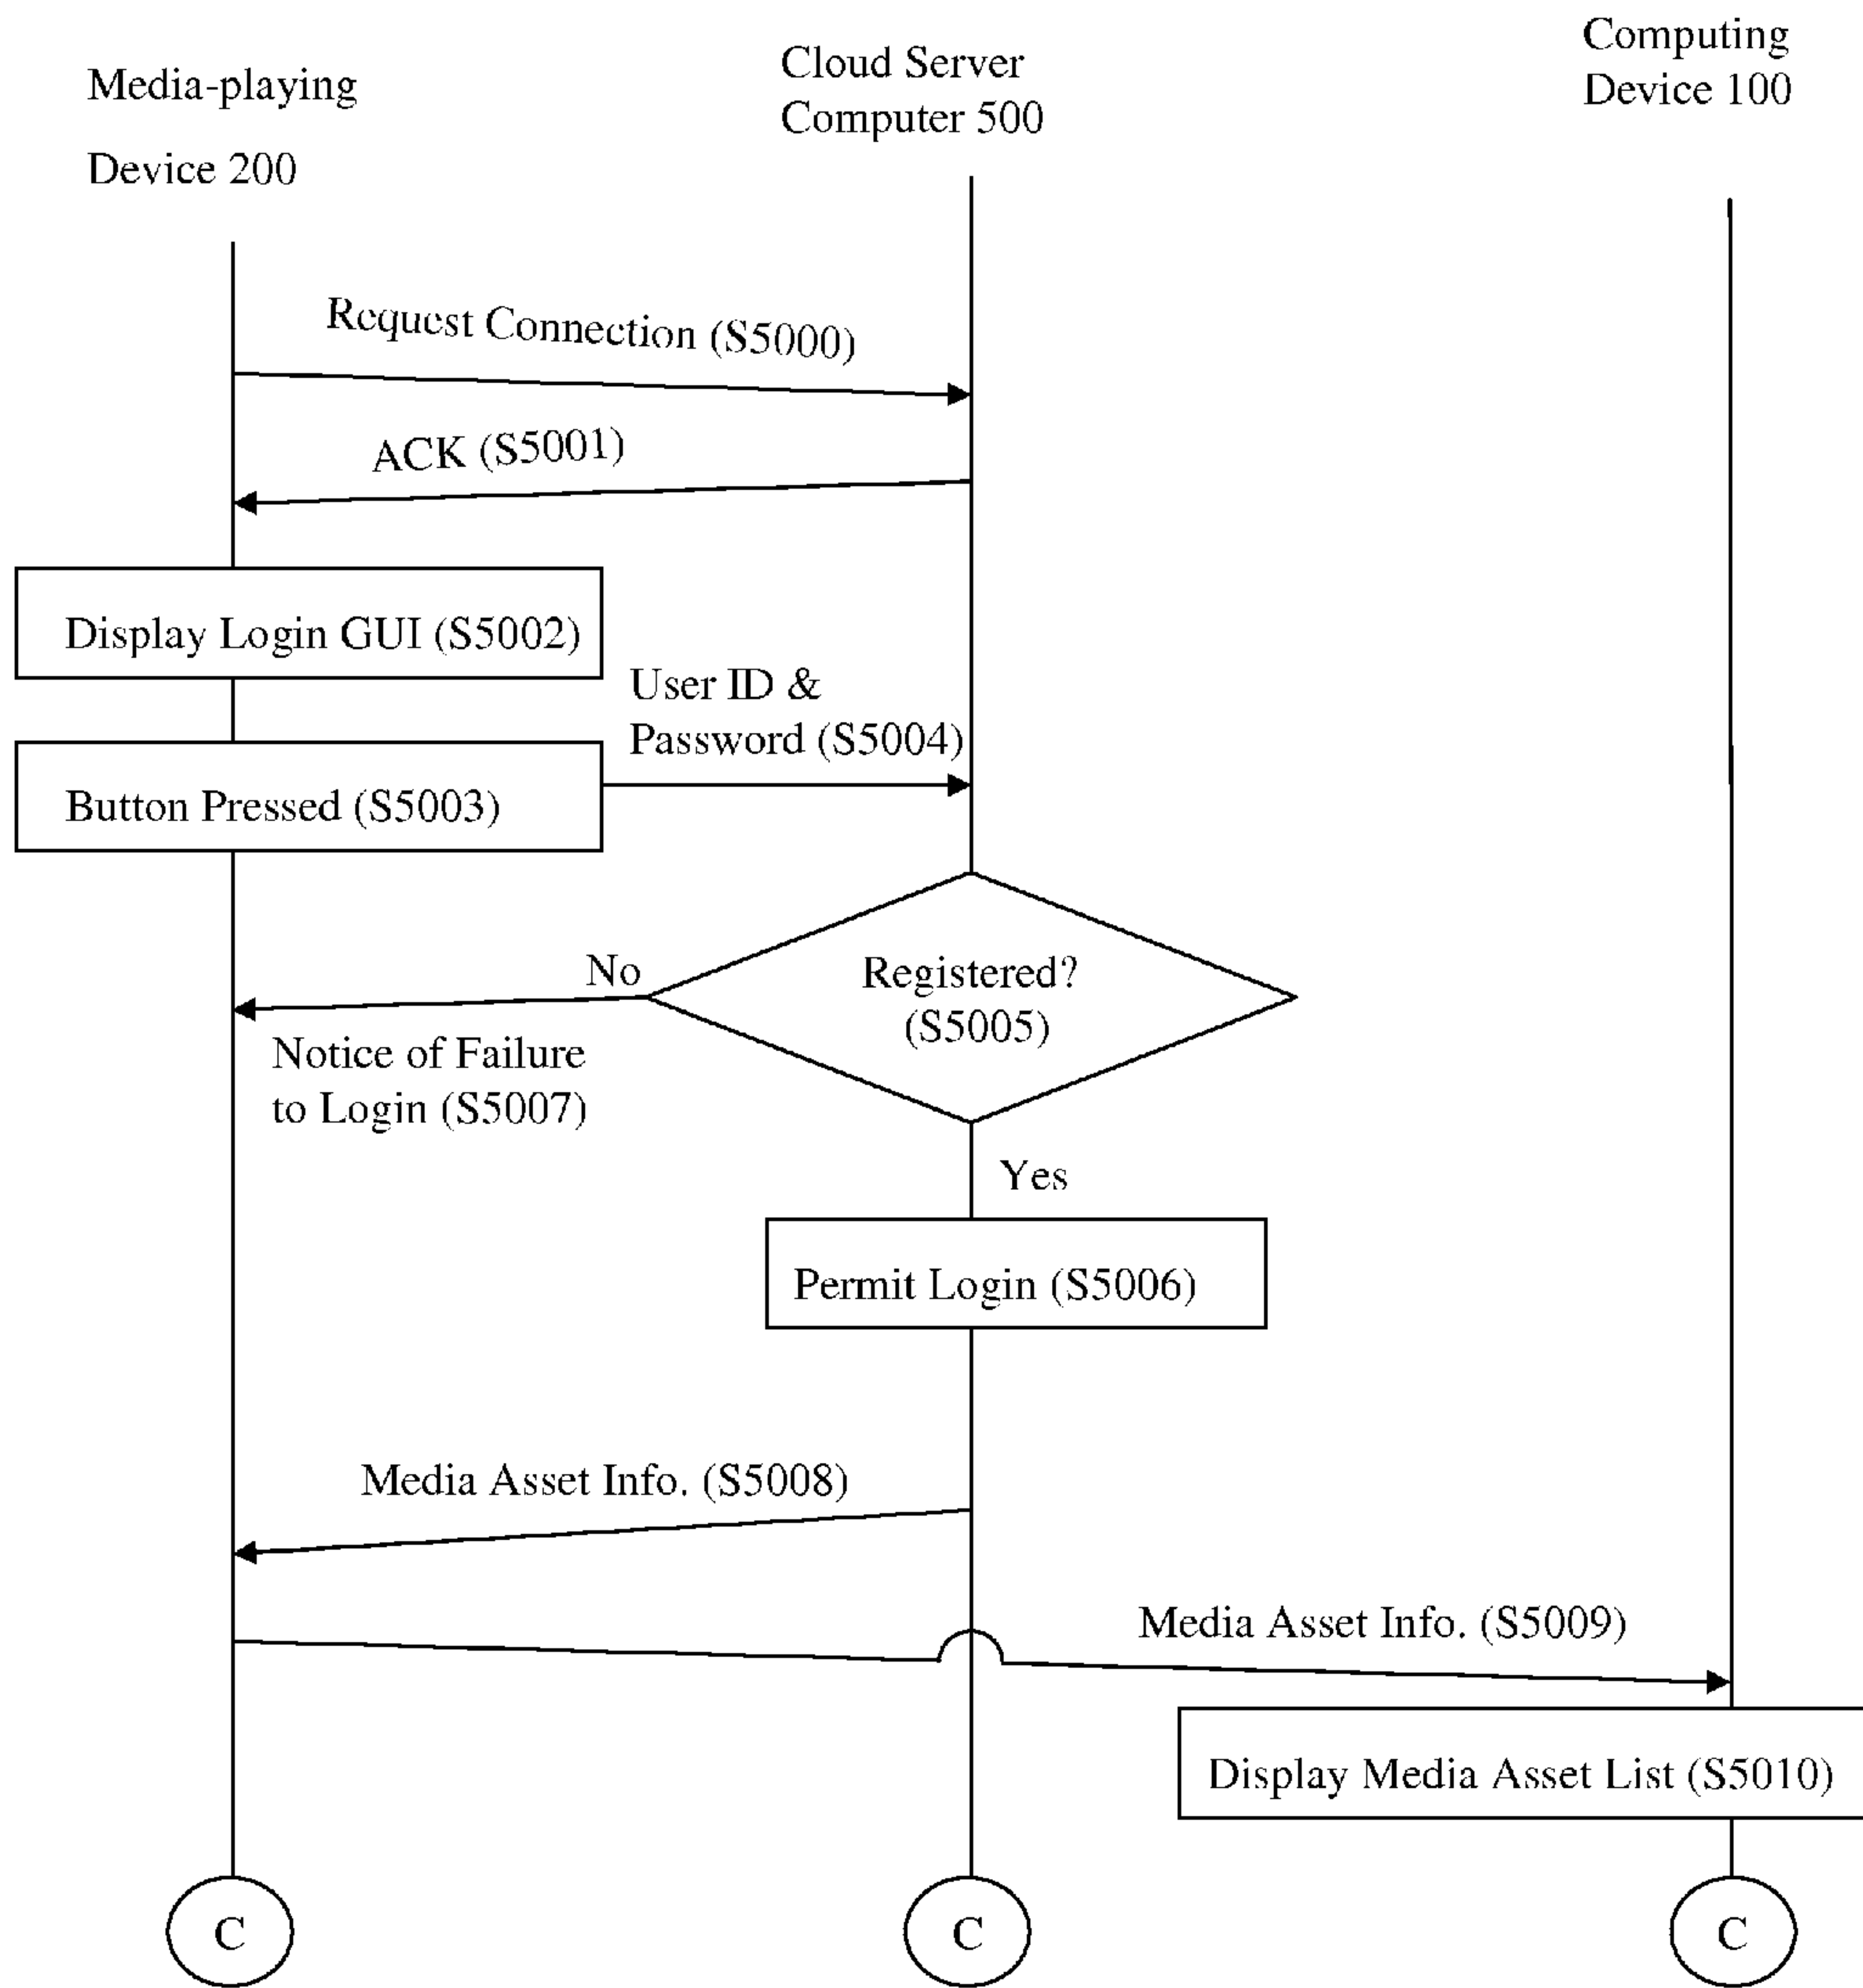 Media-playing
Device 200
Cloud Server
Computer 500
Computing
Device 100
Request Connection (S5000)
ACK (S5001)
Display Login GUI (S5002)
User ID &
Password (S5004)
Button Pressed (S5003)
No
Registered?
(S5005)
Notice of Failure
to Login (S5007)
Yes
Permit Login (S5006)
Media Asset Info. (S5008)
Media Asset Info. (S5009)
Display Media Asset List (S5010)
C
C
C